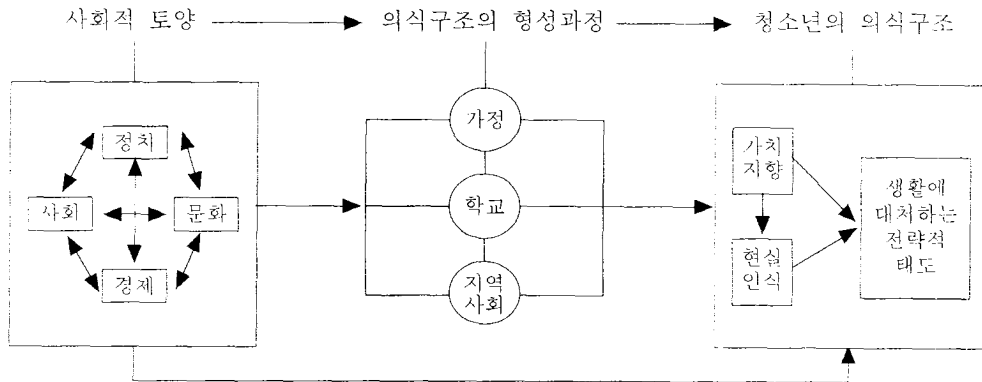 사회적 토양
의식구조의 형성과정
청소년의 의식구조
정치
사회
문화
경제
가정
학교
지역
사회
가치
지향
현실
인식
생활에
대처하는
전략적
태도